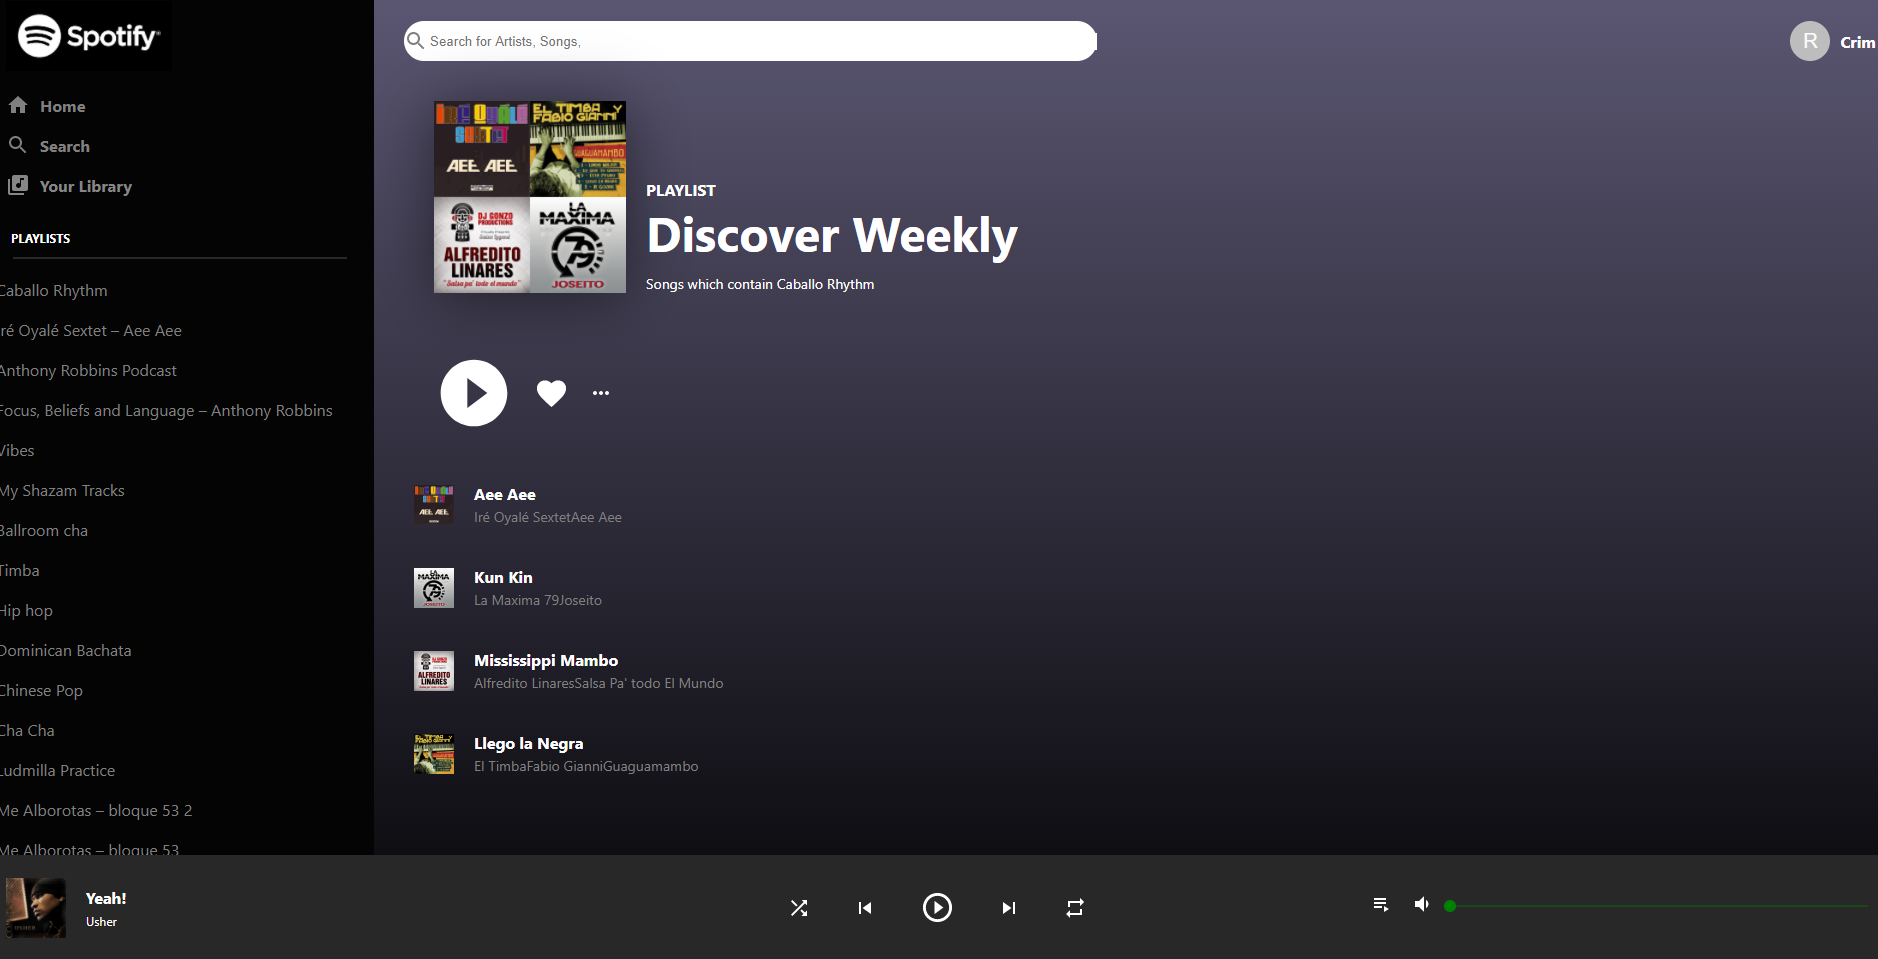 Spotify
Home
Search
Your Library
PLAYLISTS
Caballo Rhythm
Iré Oyalé Sextet – Aee Aee
Anthony Robbins Podcast
Focus, Beliefs and Language – Anthony Robbins
Vibes
My Shazam Tracks
Ballroom cha
Timba
Hip hop
Dominican Bachata
Chinese Pop
Cha Cha
Ludmilla Practice
Me Alborotas – bloque 53 2
Me Alborotas – bloque 53
Search for Artists, Songs,
R Crim
IRÉ OYALÉ
SEXTET
AEE AEE
EL TIMBA Y
FABIO GIANNI
GUAGUAMAMBO
DJ GONZO
PRODUCTIONS
ALFREDITO
LINARES
"Salsa pa' todo el mundo"
LA
MAXIMA
79
JOSEITO
PLAYLIST
Discover Weekly
Songs which contain Caballo Rhythm
Aee Aee
Iré Oyalé SextetAee Aee
Kun Kin
La Maxima 79Joseito
Mississippi Mambo
Alfredito LinaresSalsa Pa' todo El Mundo
Llego la Negra
El TimbaFabio GianniGuaguamambo
Yeah!
Usher